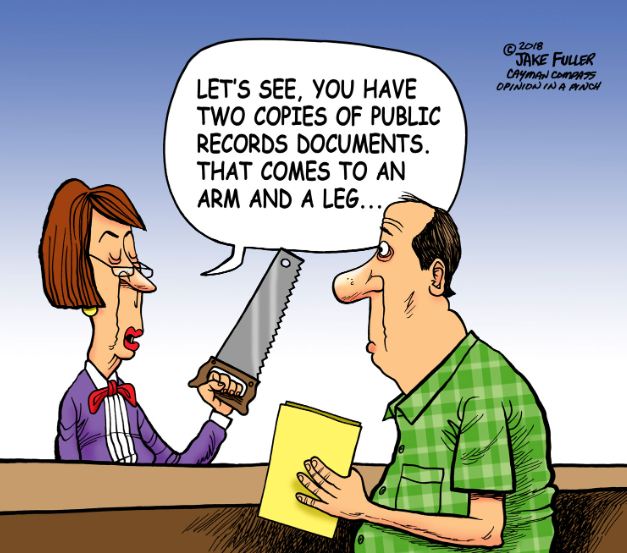 © 2018
JAKE FULLER
CAYMAN COMPASS
OPINION IN A PINCH
LET'S SEE, YOU HAVE
TWO COPIES OF PUBLIC
RECORDS DOCUMENTS.
THAT COMES TO AN
ARM AND A LEG...